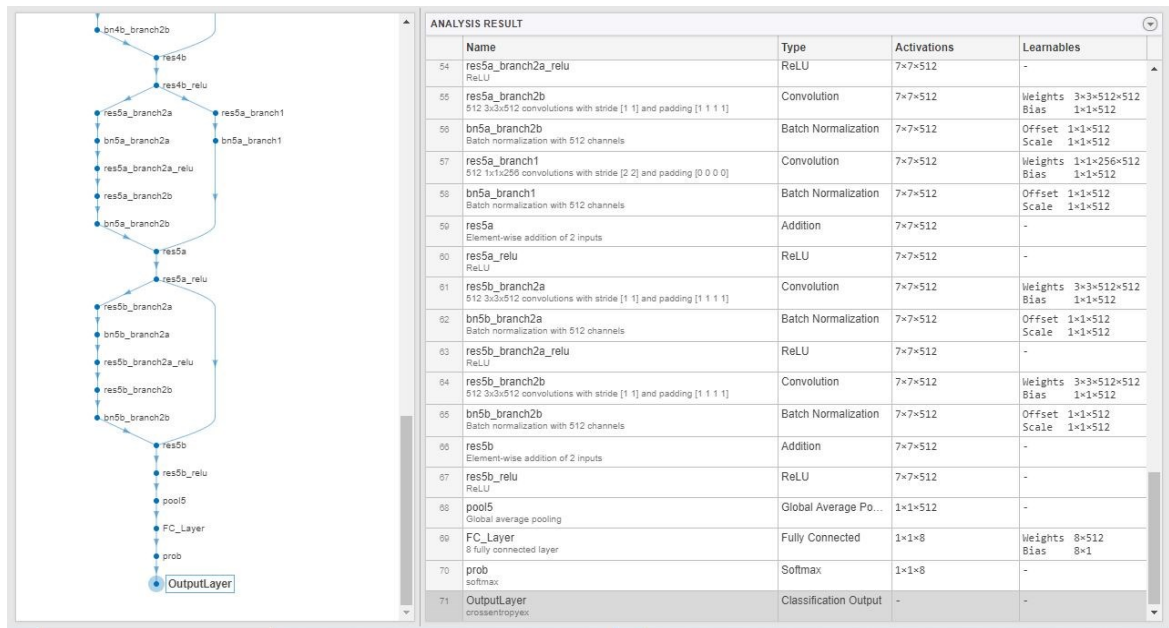 bn4b_branch2b
res4b
res4b_relu
res5a_branch2a res5a_branch1
bn5a_branch2a bn5a_branch1
res5a_branch2a_relu
res5a_branch2b
bn5a_branch2b
res5a
res5a_relu
res5b_branch2a
bn5b_branch2a
res5b_branch2a_relu
res5b_branch2b
bn5b_branch2b
res5b
res5b_relu
pool5
FC_Layer
prob
OutputLayer
ANALYSIS RESULT
Name Type Activations Learnables
54 res5a_branch2a_relu ReLU 7×7×512 -
ReLU
55 res5a_branch2b Convolution 7×7×512 Weights 3×3×512×512
512 3x3x512 convolutions with stride [1 1] and padding [1 1 1 1] Bias 1×1×512
56 bn5a_branch2b Batch Normalization 7×7×512 Offset 1×1×512
Batch normalization with 512 channels Scale 1×1×512
57 res5a_branch1 Convolution 7×7×512 Weights 1×1×256×512
512 1x1x256 convolutions with stride [2 2] and padding [0 0 0 0] Bias 1×1×512
58 bn5a_branch1 Batch Normalization 7×7×512 Offset 1×1×512
Batch normalization with 512 channels Scale 1×1×512
59 res5a Addition 7×7×512 -
Element-wise addition of 2 inputs
60 res5a_relu ReLU 7×7×512 -
ReLU
61 res5b_branch2a Convolution 7×7×512 Weights 3×3×512×512
512 3x3x512 convolutions with stride [1 1] and padding [1 1 1 1] Bias 1×1×512
62 bn5b_branch2a Batch Normalization 7×7×512 Offset 1×1×512
Batch normalization with 512 channels Scale 1×1×512
63 res5b_branch2a_relu ReLU 7×7×512 -
ReLU
64 res5b_branch2b Convolution 7×7×512 Weights 3×3×512×512
512 3x3x512 convolutions with stride [1 1] and padding [1 1 1 1] Bias 1×1×512
65 bn5b_branch2b Batch Normalization 7×7×512 Offset 1×1×512
Batch normalization with 512 channels Scale 1×1×512
66 res5b Addition 7×7×512 -
Element-wise addition of 2 inputs
67 res5b_relu ReLU 7×7×512 -
ReLU
68 pool5 Global Average Po... 1×1×512 -
Global average pooling
69 FC_Layer Fully Connected 1×1×8 Weights 8×512
8 fully connected layer Bias 8×1
70 prob Softmax 1×1×8 -
softmax
71 OutputLayer Classification Output - -
crossentropyex